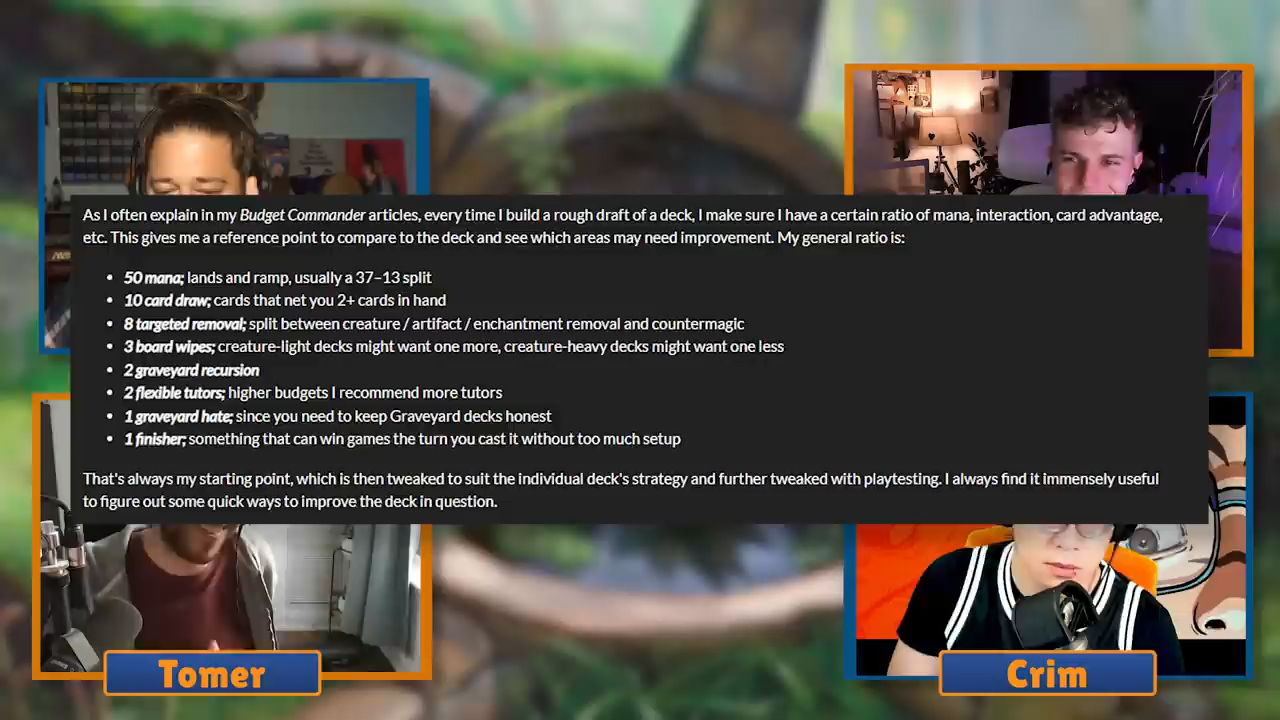 As I often explain in my Budget Commander articles, every time I build a rough draft of a deck, I make sure I have a certain ratio of mana, interaction, card advantage,
etc. This gives me a reference point to compare to the deck and see which areas may need improvement. My general ratio is:
• 50 mana; lands and ramp, usually a 37–13 split
• 10 card draw; cards that net you 2+ cards in hand
• 8 targeted removal; split between creature / artifact / enchantment removal and countermagic
• 3 board wipes; creature-light decks might want one more, creature-heavy decks might want one less
• 2 graveyard recursion
• 2 flexible tutors; higher budgets I recommend more tutors
• 1 graveyard hate; since you need to keep Graveyard decks honest
• 1 finisher; something that can win games the turn you cast it without too much setup
That's always my starting point, which is then tweaked to suit the individual deck's strategy and further tweaked with playtesting. I always find it immensely useful
to figure out some quick ways to improve the deck in question.
Tomer
Crim